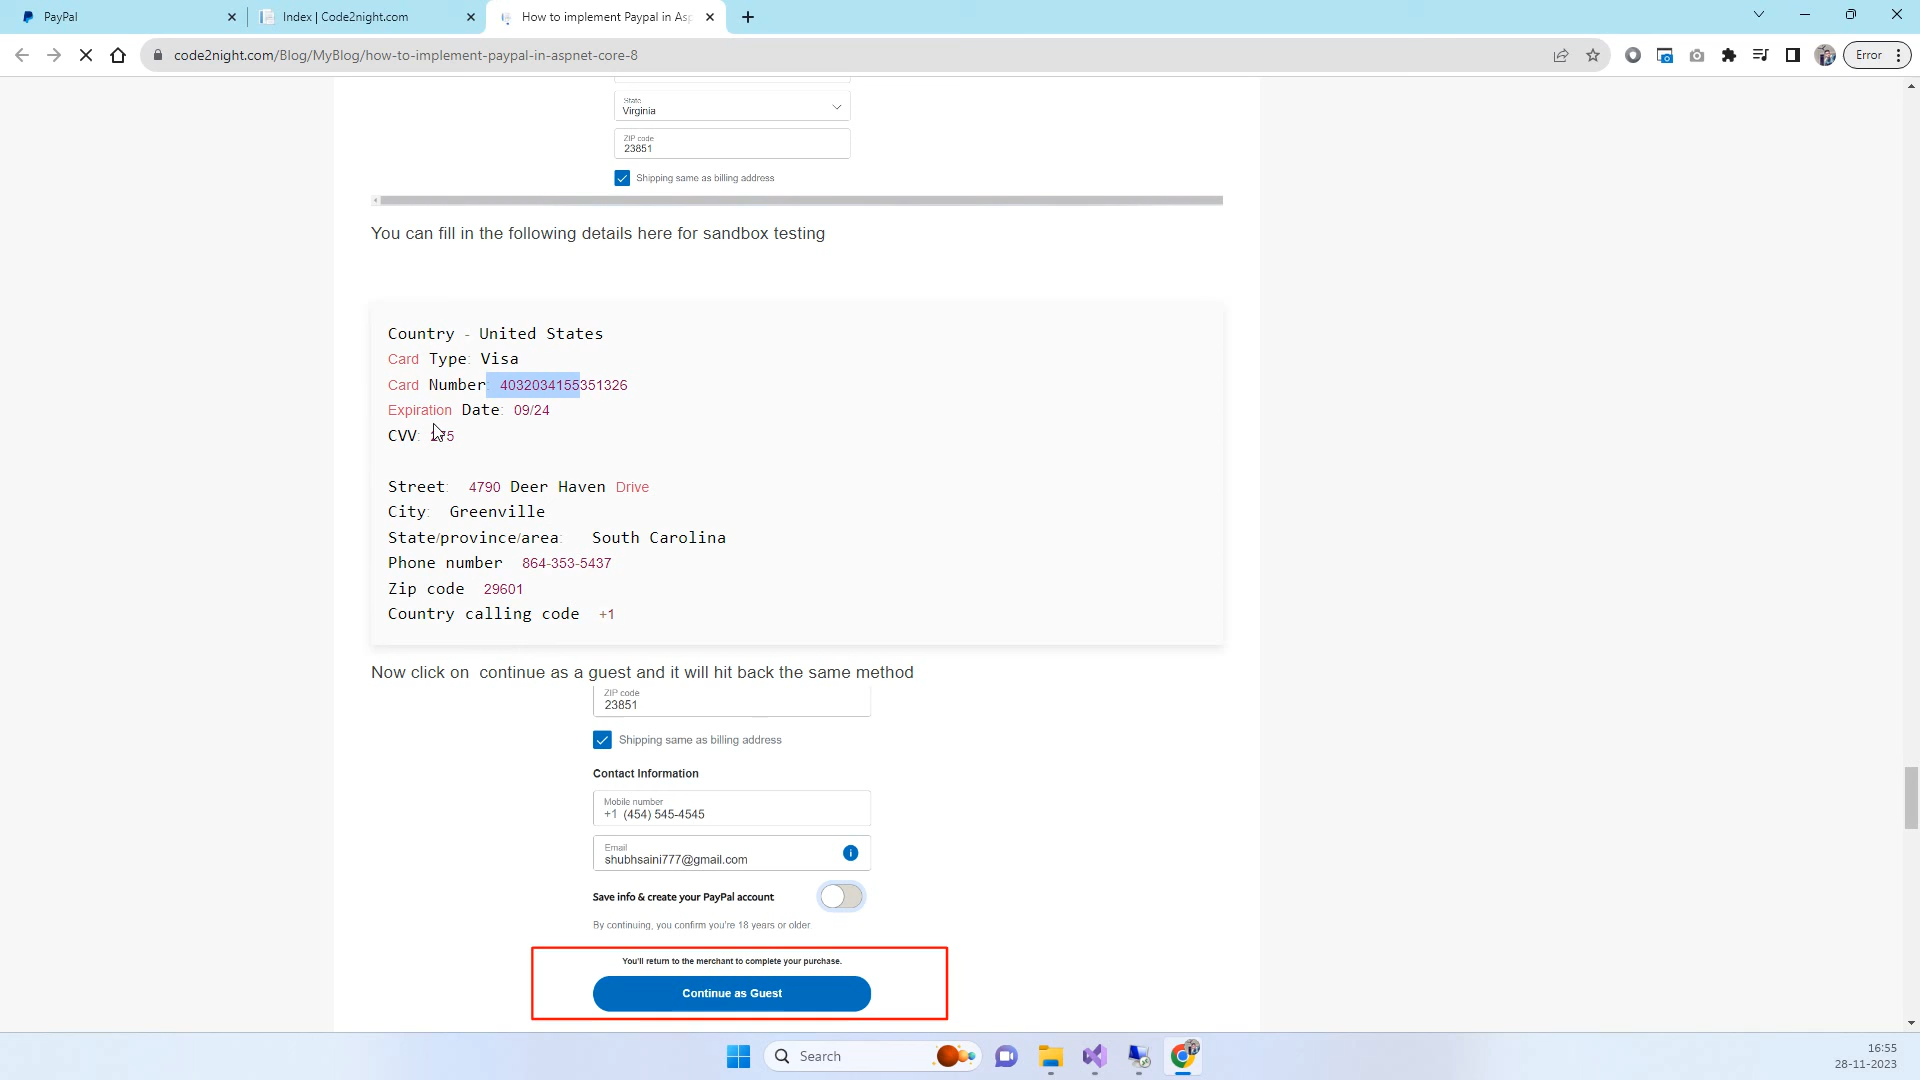 PayPal
Index | Code2night.com
How to implement Paypal in Asp
code2night.com/Blog/MyBlog/how-to-implement-paypal-in-aspnet-core-8
Error
State
Virginia
ZIP code
23851
Shipping same as billing address
You can fill in the following details here for sandbox testing
Country - United States
Card Type: Visa
Card Number: 4032034155351326
Expiration Date: 09/24
CVV:
Street: 4790 Deer Haven Drive
City: Greenville
State/province/area: South Carolina
Phone number 864-353-5437
Zip code 29601
Country calling code +1
Now click on continue as a guest and it will hit back the same method
ZIP code
23851
Shipping same as billing address
Contact Information
Mobile number
+1 (454) 545-4545
Email
shubhsaini777@gmail.com
Save info & create your PayPal account
By continuing, you confirm you're 18 years or older
You'll return to the merchant to complete your purchase.
Continue as Guest
Search
16:55
28-11-2023